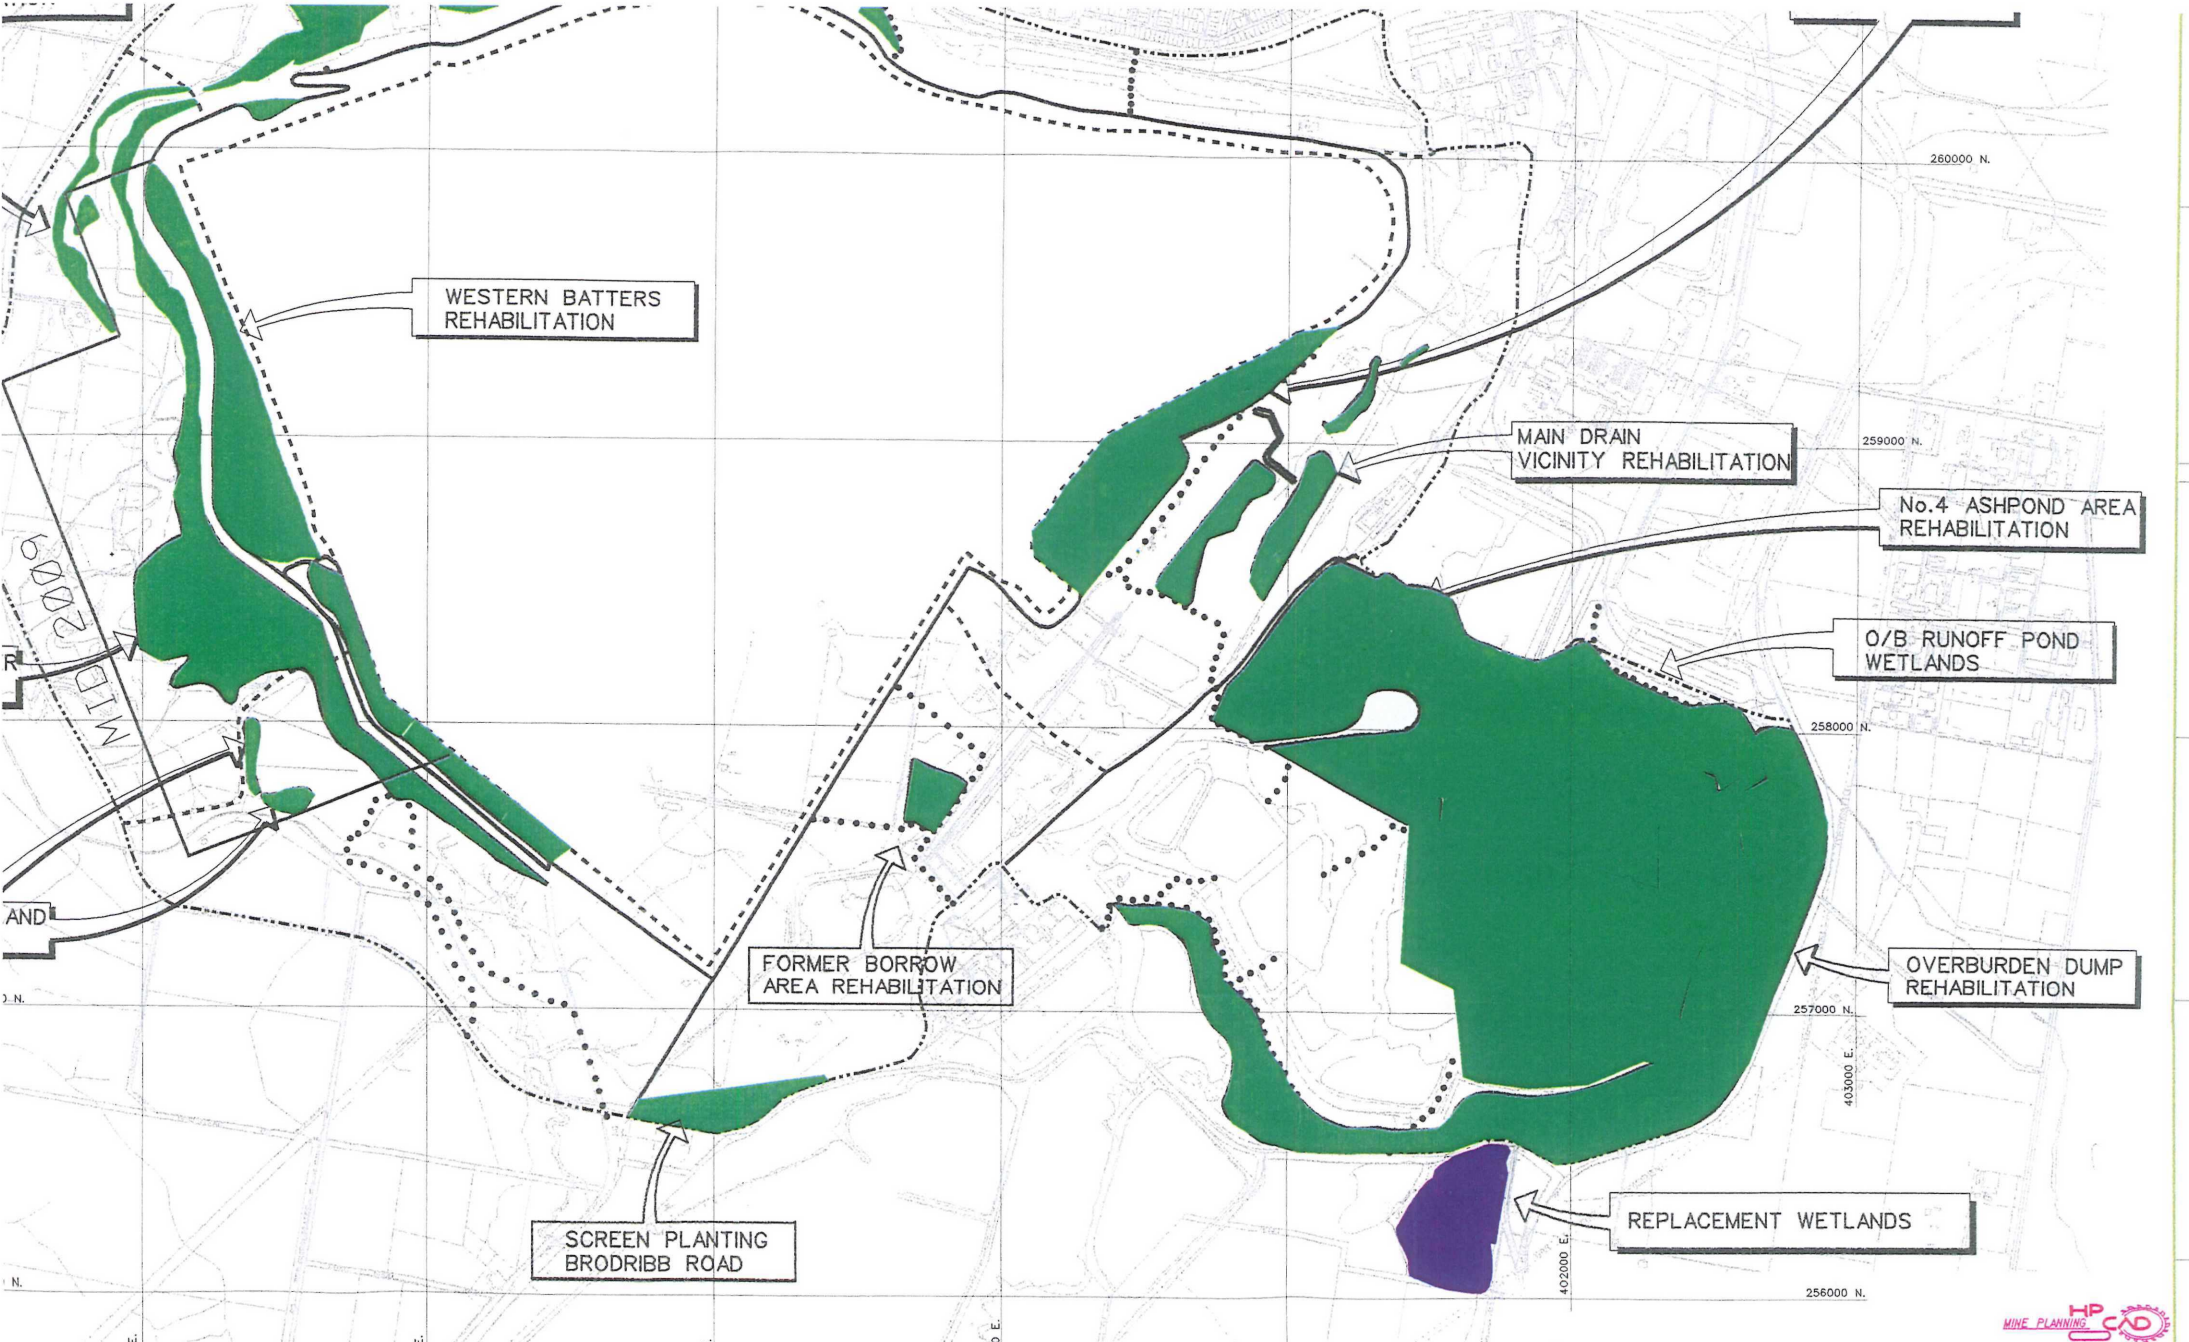 260000 N.
WESTERN BATTERS
REHABILITATION
MAIN DRAIN
VICINITY REHABILITATION
259000 N.
No.4 ASHPOND AREA
REHABILITATION
MID 2009
R
O/B RUNOFF POND
WETLANDS
258000 N.
AND
FORMER BORROW
AREA REHABILITATION
OVERBURDEN DUMP
REHABILITATION
N.
257000 N.
403000 E.
SCREEN PLANTING
BRODRIBB ROAD
REPLACEMENT WETLANDS
402000 E.
N.
256000 N.
E.
E.
E.
MINE PLANNING
HP